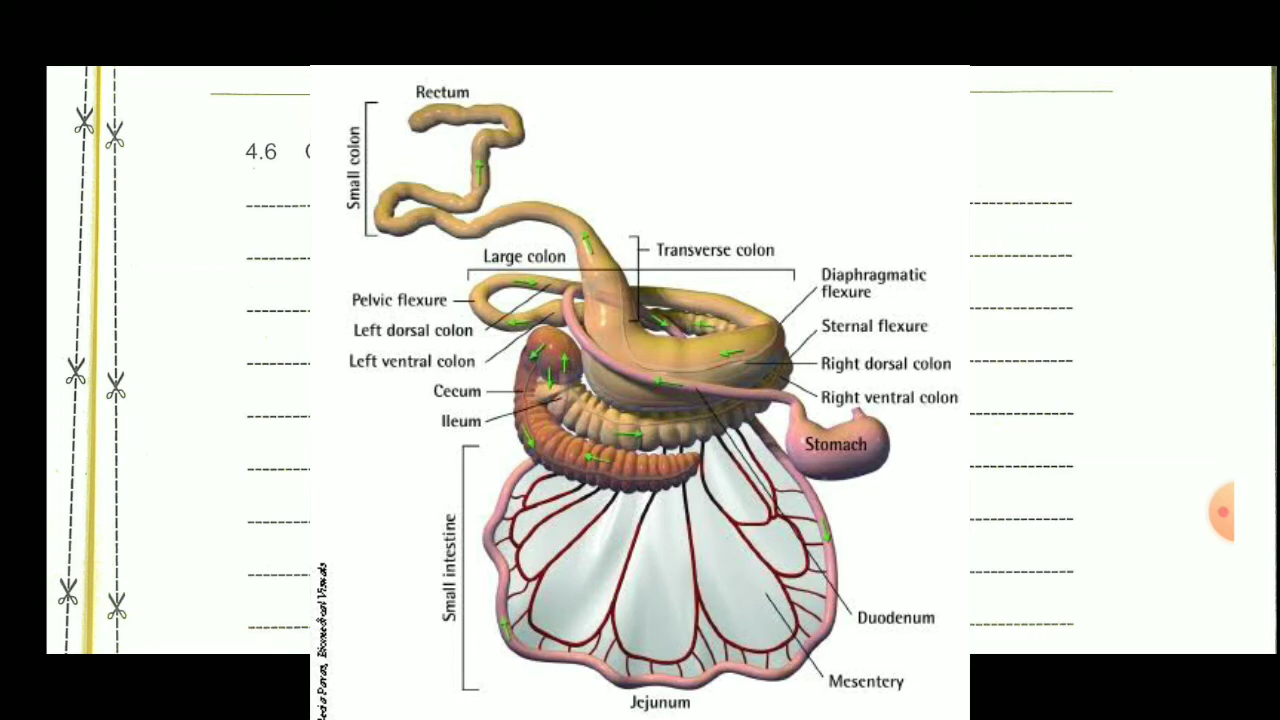 Rectum
Small colon
4.6
Transverse colon
Large colon
Diaphragmatic
flexure
Pelvic flexure
Sternal flexure
Left dorsal colon
Left ventral colon
Right dorsal colon
Cecum
Right ventral colon
Ileum
Stomach
Small intestine
Duodenum
Mesentery
Jejunum